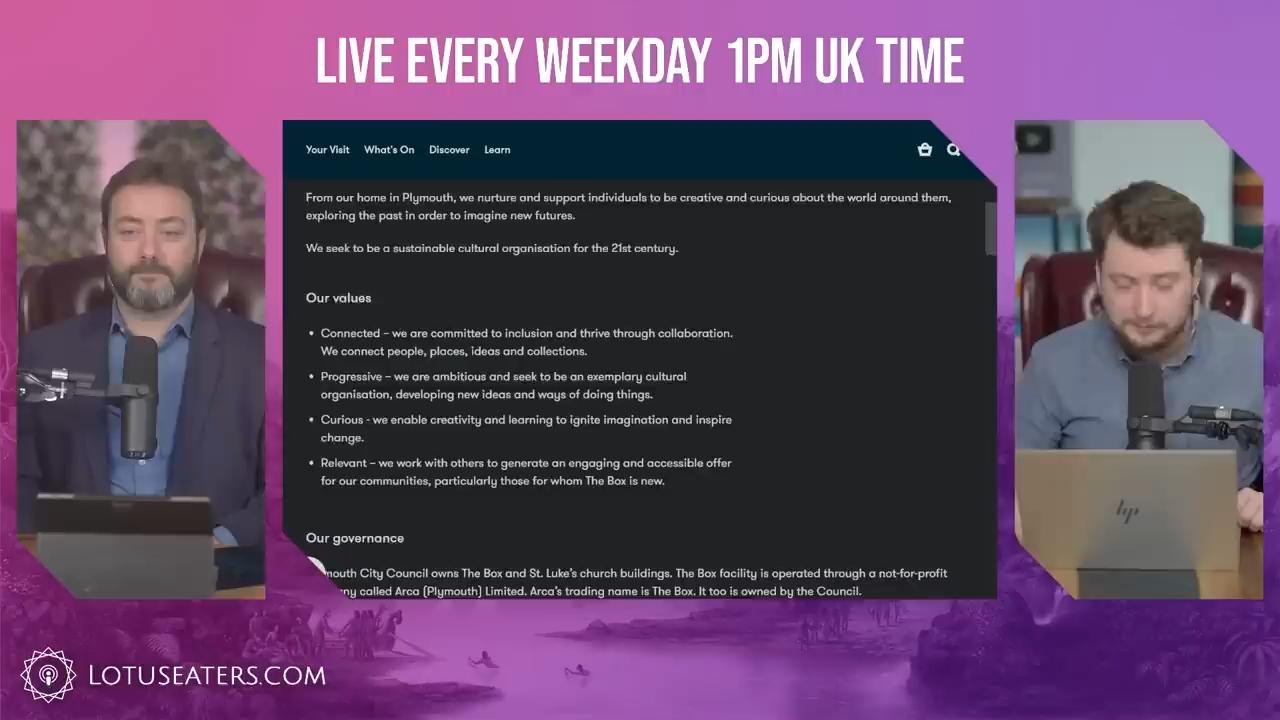 LIVE EVERY WEEKDAY 1PM UK TIME
Your Visit What's On Discover Learn
From our home in Plymouth, we nurture and support individuals to be creative and curious about the world around them,
exploring the past in order to imagine new futures.
We seek to be a sustainable cultural organisation for the 21st century.
Our values
• Connected – we are committed to inclusion and thrive through collaboration.
We connect people, places, ideas and collections.
• Progressive – we are ambitious and seek to be an exemplary cultural
organisation, developing new ideas and ways of doing things.
• Curious - we enable creativity and learning to ignite imagination and inspire
change.
• Relevant – we work with others to generate an engaging and accessible offer
for our communities, particularly those for whom The Box is new.
Our governance
mouth City Council owns The Box and St. Luke's church buildings. The Box facility is operated through a not-for-profit
any called Arca (Plymouth) Limited. Arca's trading name is The Box. It too is owned by the Council.
hp
LOTUSEATERS.COM